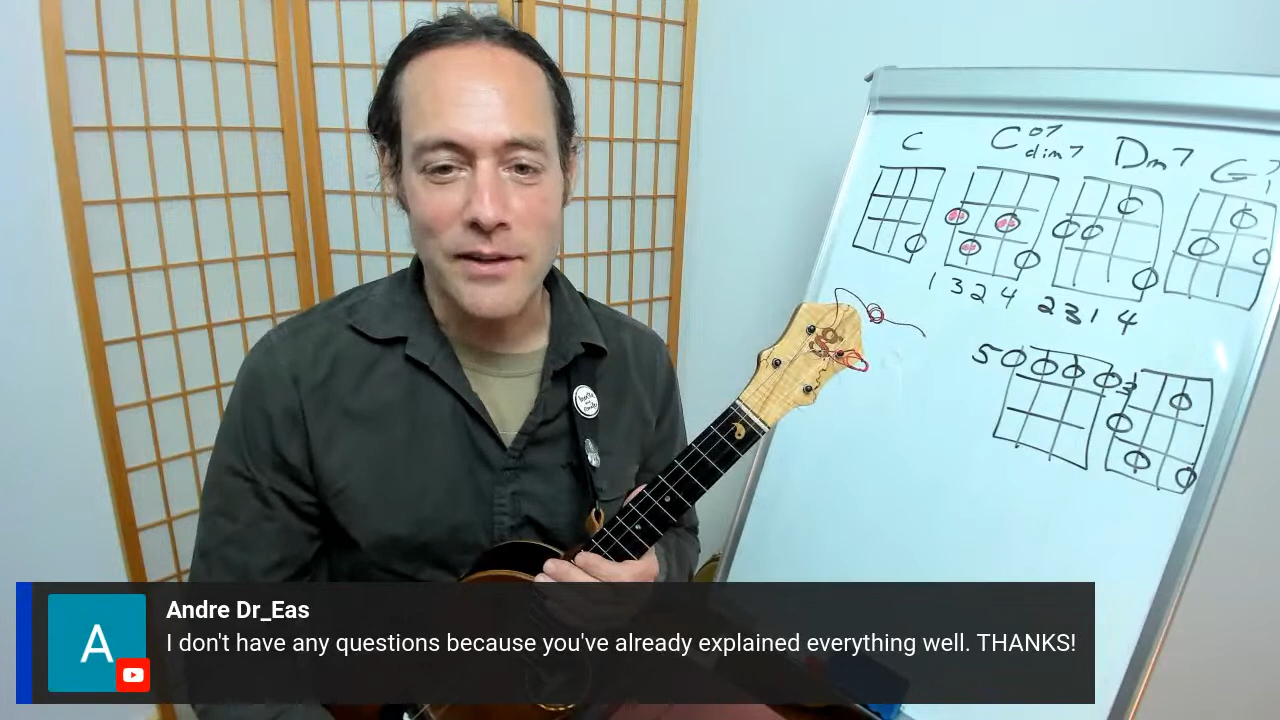 C
C o7
dim7
Dm7
G7
1 3 2 4
2 3 1 4
5
3
A
Andre Dr_Eas
I don't have any questions because you've already explained everything well. THANKS!